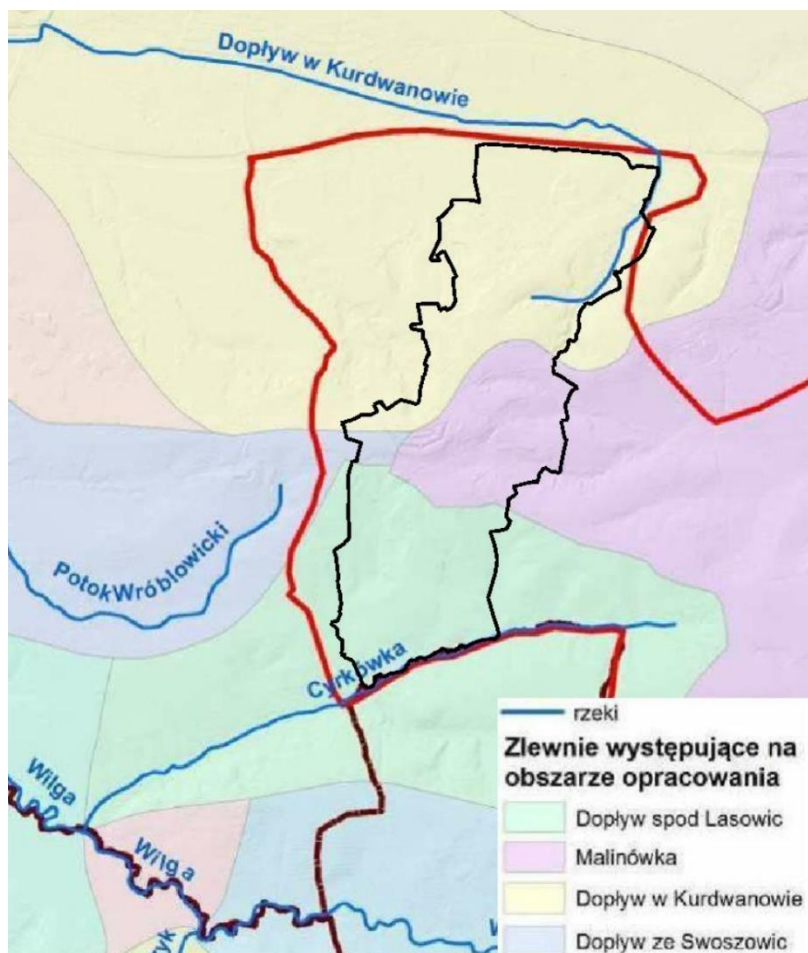 Dopływ w Kurdwanowie
PotokWróblowicki
Cyrkówka
Wilga
Wilga
rzeki
Zlewnie występujące na
obszarze opracowania
Dopływ spod Lasowic
Malinówka
Dopływ w Kurdwanowie
Dopływ ze Swoszowic